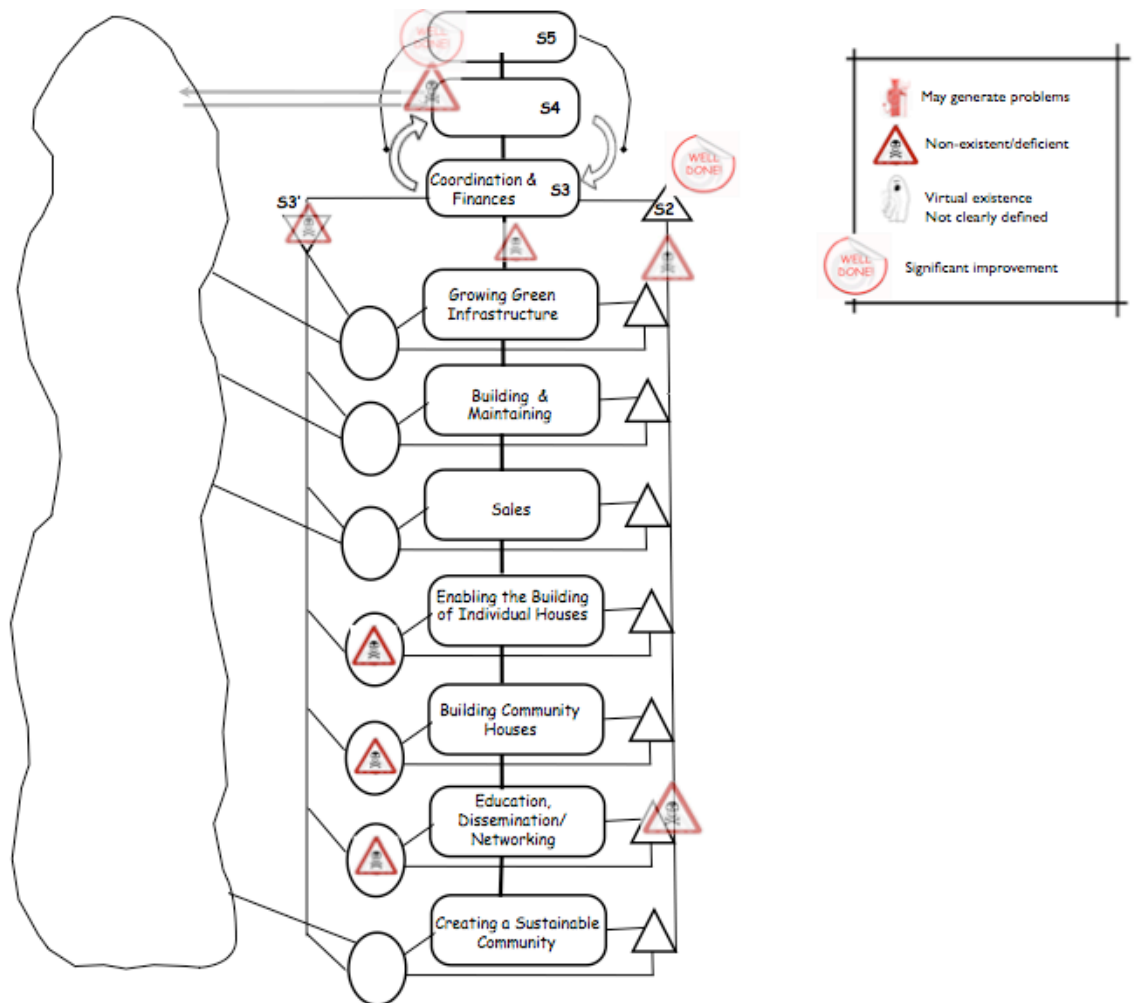 WELL
DONE!
S5
S4
Coordination &
Finances
S3
WELL
DONE!
S3'
S2
Growing Green
Infrastructure
Building &
Maintaining
Sales
Enabling the Building
of Individual Houses
Building Community
Houses
Education,
Dissemination/
Networking
Creating a Sustainable
Community
May generate problems
Non-existent/deficient
Virtual existence
Not clearly defined
WELL
DONE!
Significant improvement